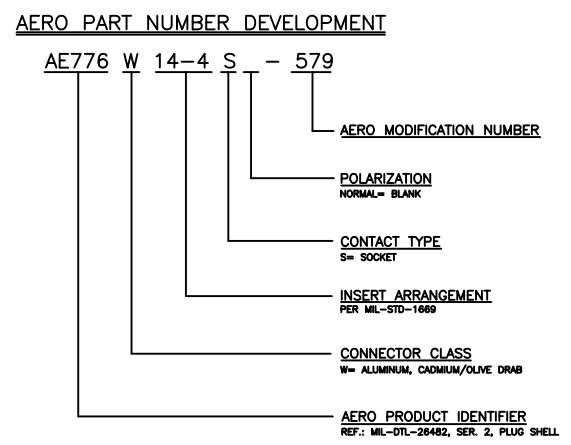 AERO PART NUMBER DEVELOPMENT
AE776 W 14-4 S _ - 579
AERO MODIFICATION NUMBER
POLARIZATION
NORMAL= BLANK
CONTACT TYPE
S= SOCKET
INSERT ARRANGEMENT
PER MIL-STD-1669
CONNECTOR CLASS
W= ALUMINUM, CADMIUM/OLIVE DRAB
AERO PRODUCT IDENTIFIER
REF.: MIL-DTL-26482, SER. 2, PLUG SHELL